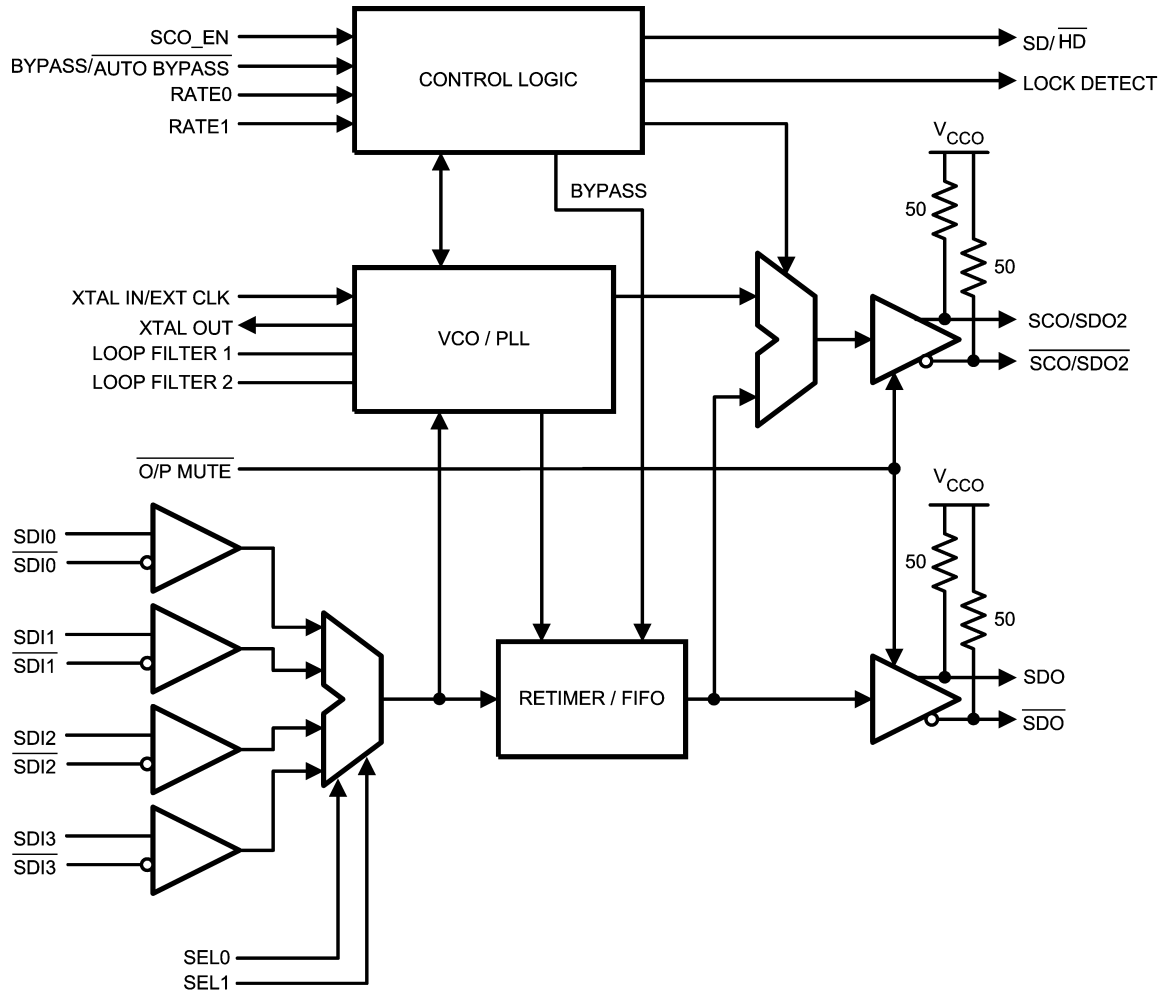 SCO_EN
BYPASS/AUTO BYPASS
RATE0
RATE1
CONTROL LOGIC
SD/HD
LOCK DETECT
BYPASS
VCCO
50
50
XTAL IN/EXT CLK
XTAL OUT
LOOP FILTER 1
LOOP FILTER 2
VCO / PLL
SCO/SDO2
SCO/SDO2
O/P MUTE
VCCO
50
50
SDI0
SDI0
SDI1
SDI1
SDI2
SDI2
SDI3
SDI3
RETIMER / FIFO
SDO
SDO
SEL0
SEL1